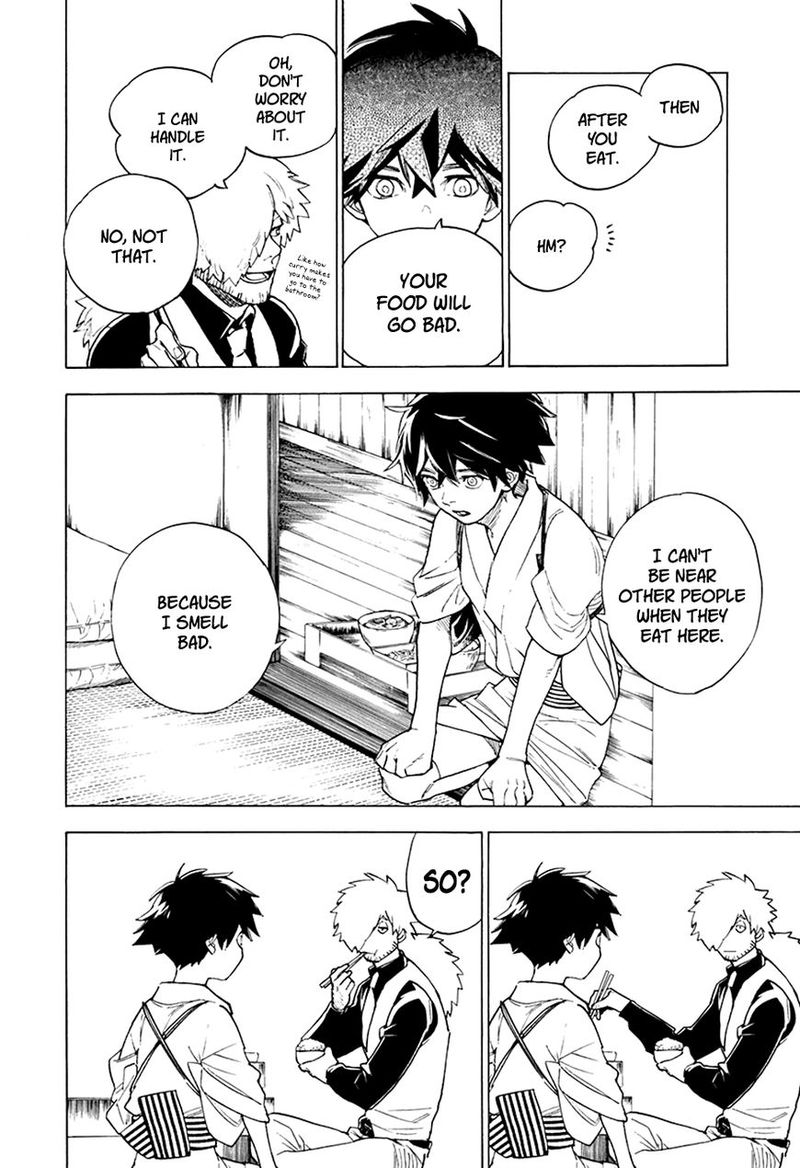 THEN
AFTER
YOU
EAT.
HM?
YOUR
FOOD WILL
GO BAD.
OH,
DON'T
WORRY
ABOUT
IT.
I CAN
HANDLE
IT.
Like how
curry makes
you have to
go to the
bathroom?
NO, NOT
THAT.
I CAN'T
BE NEAR
OTHER PEOPLE
WHEN THEY
EAT HERE.
BECAUSE
I SMELL
BAD.
SO?